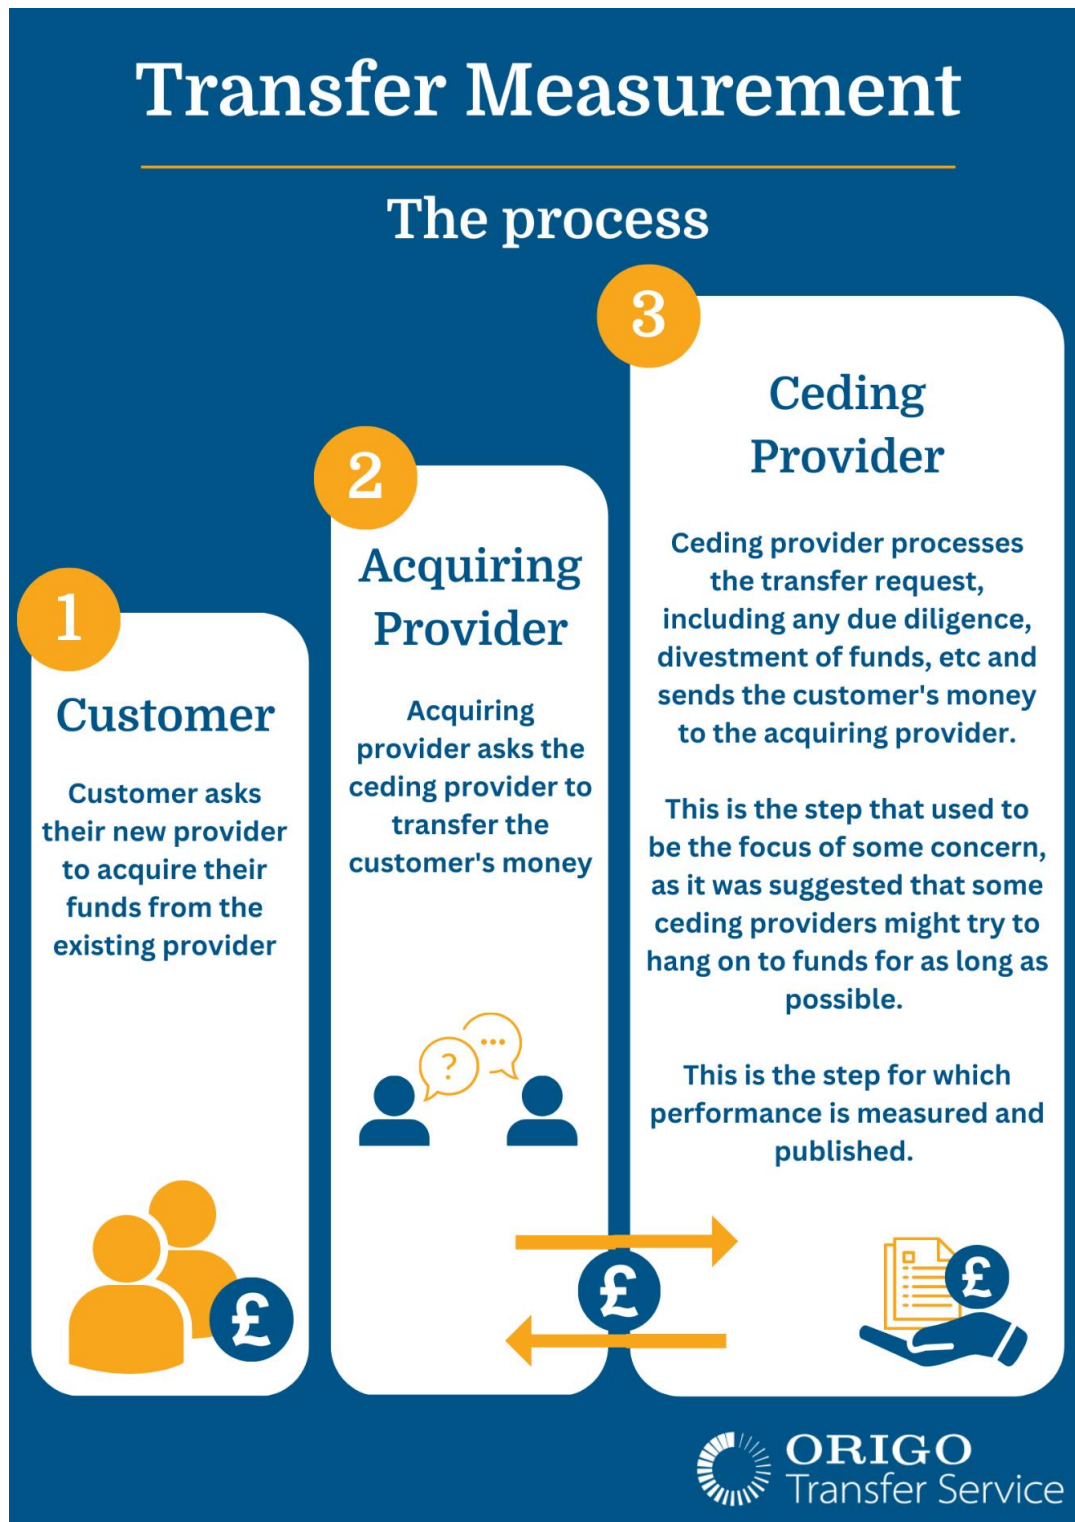 Transfer Measurement
The process
1
Customer
Customer asks
their new provider
to acquire their
funds from the
existing provider
£
2
Acquiring
Provider
Acquiring
provider asks the
ceding provider to
transfer the
customer's money
?
...
£
3
Ceding
Provider
Ceding provider processes
the transfer request,
including any due diligence,
divestment of funds, etc and
sends the customer's money
to the acquiring provider.
This is the step that used to
be the focus of some concern,
as it was suggested that some
ceding providers might try to
hang on to funds for as long as
possible.
This is the step for which
performance is measured and
published.
£
ORIGO
Transfer Service